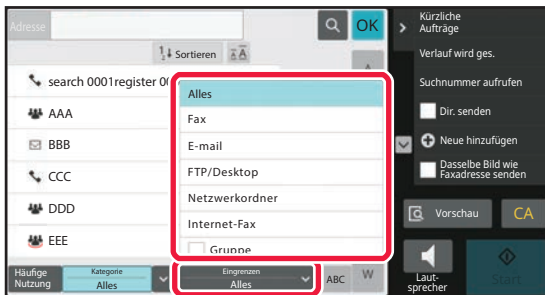 Adresse
OK
Sortieren
search 0001register 00
AAA
BBB
CCC
DDD
EEE
Alles
Fax
E-mail
FTP/Desktop
Netzwerkordner
Internet-Fax
Gruppe
Häufige
Nutzung
Kategorie
Alles
Eingrenzen
Alles
ABC
W
Kürzliche
Aufträge
Verlauf wird ges.
Suchnummer aufrufen
Dir. senden
Neue hinzufügen
Dasselbe Bild wie
Faxadresse senden
Vorschau
CA
Laut-
sprecher
Start